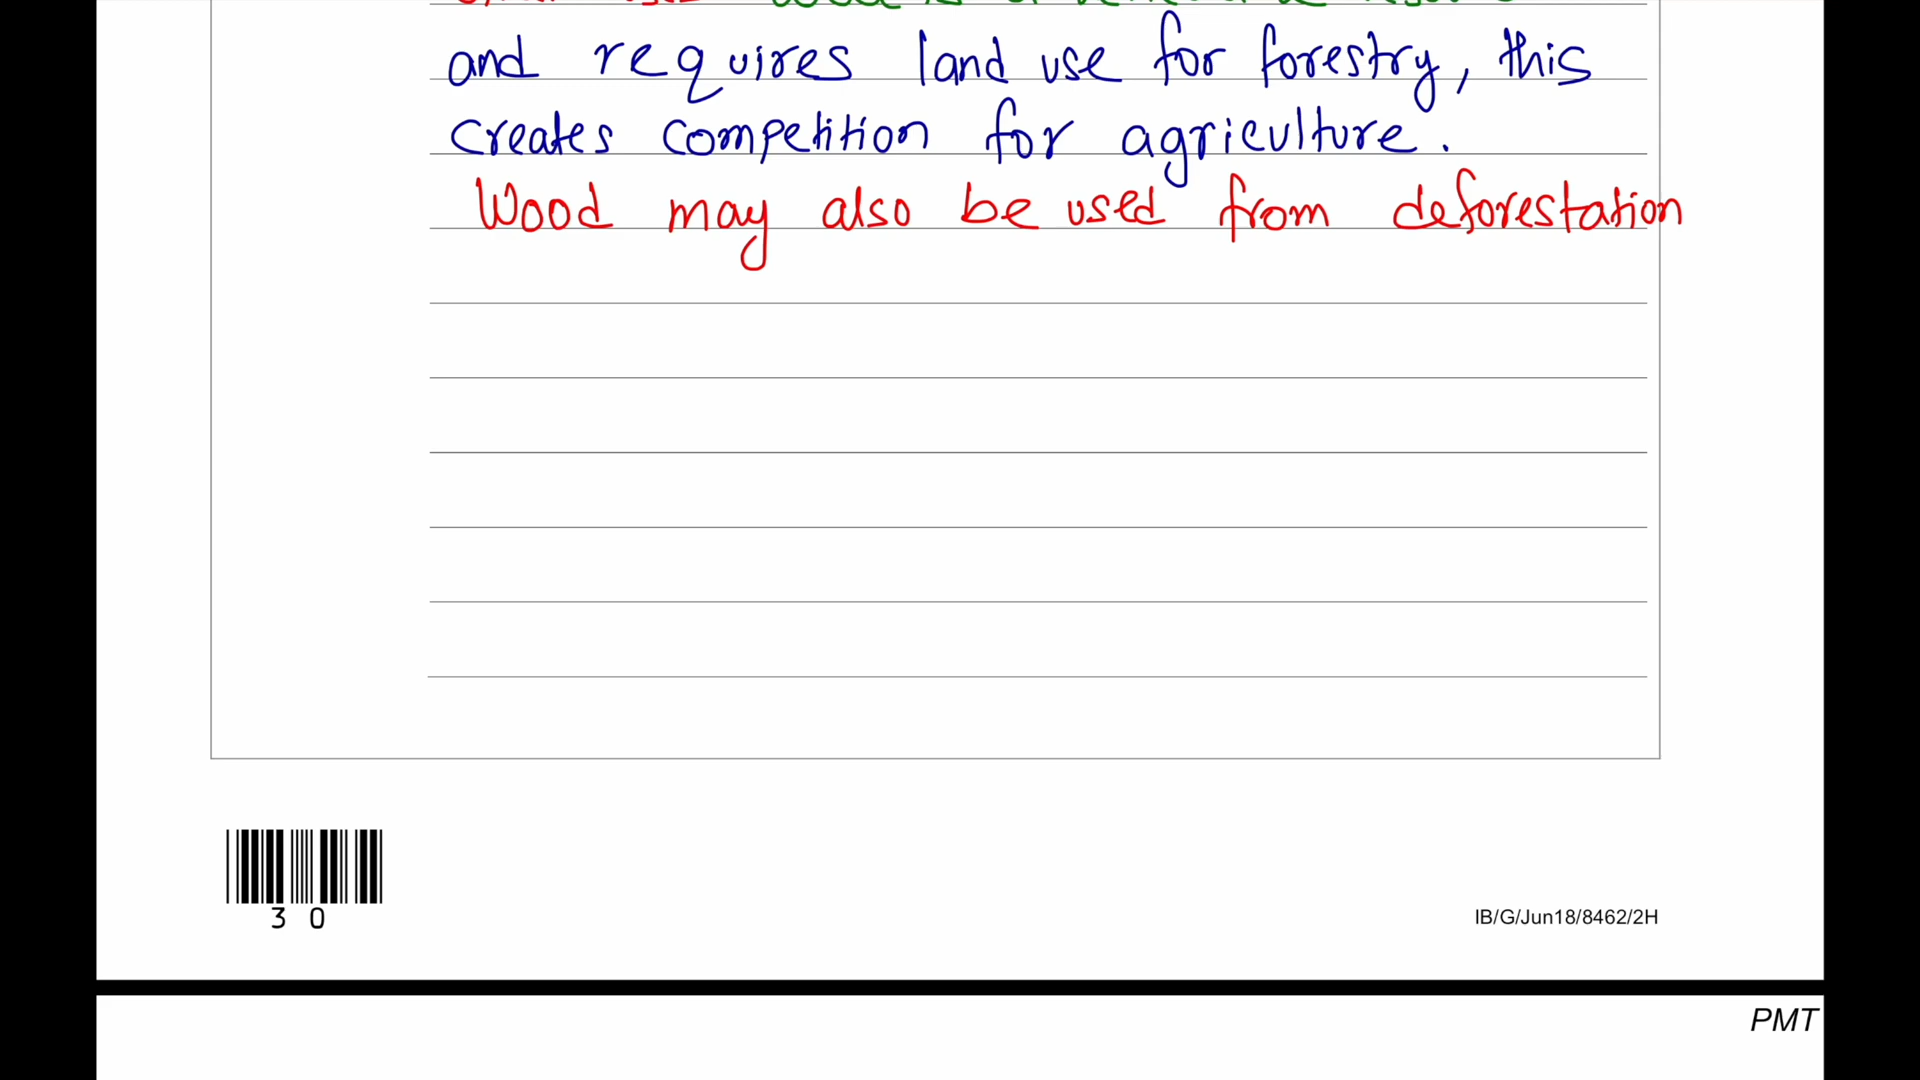 and requires land use for forestry, this
creates competition for agriculture.
Wood may also be used from deforestation
3 0
IB/G/Jun18/8462/2H
PMT